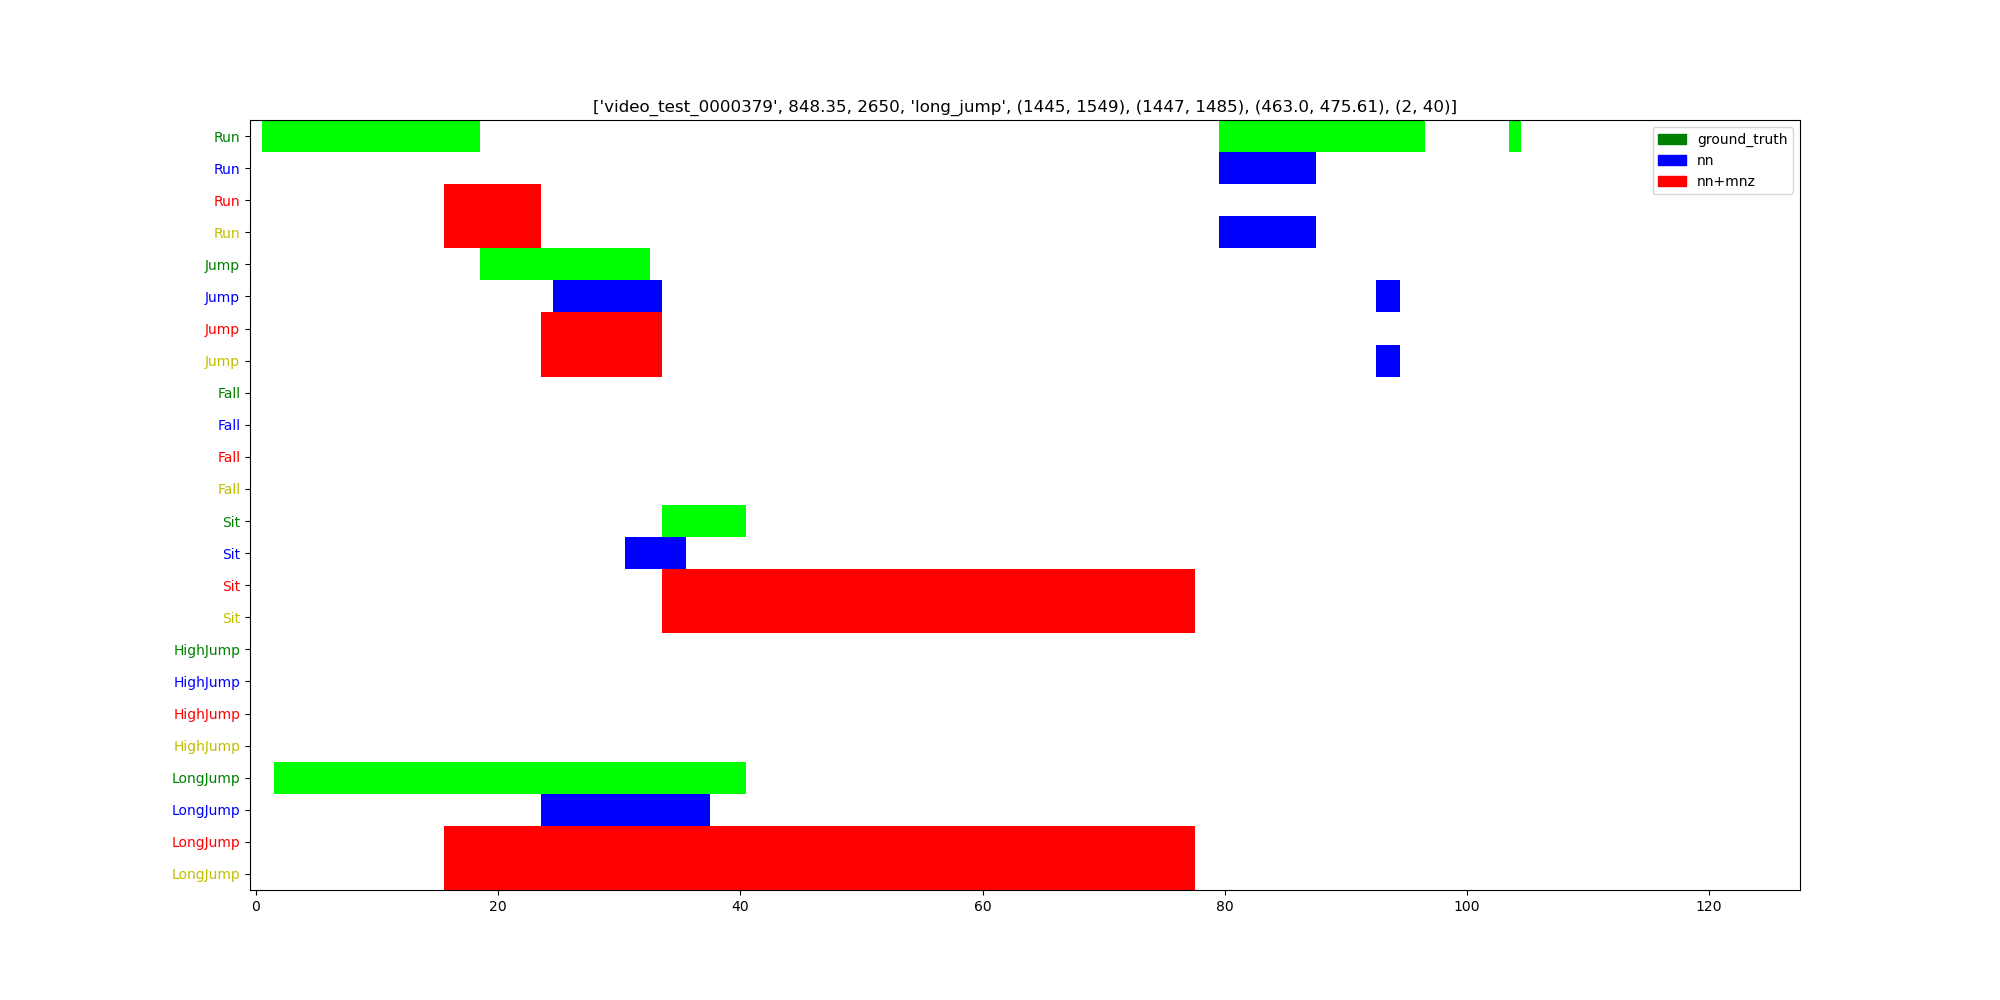 ['video_test_0000379', 848.35, 2650, 'long_jump', (1445, 1549), (1447, 1485), (463.0, 475.61), (2, 40)]
ground_truth
nn
nn+mnz
Run
Run
Run
Run
Jump
Jump
Jump
Jump
Fall
Fall
Fall
Fall
Sit
Sit
Sit
Sit
HighJump
HighJump
HighJump
HighJump
LongJump
LongJump
LongJump
LongJump
0 20 40 60 80 100 120